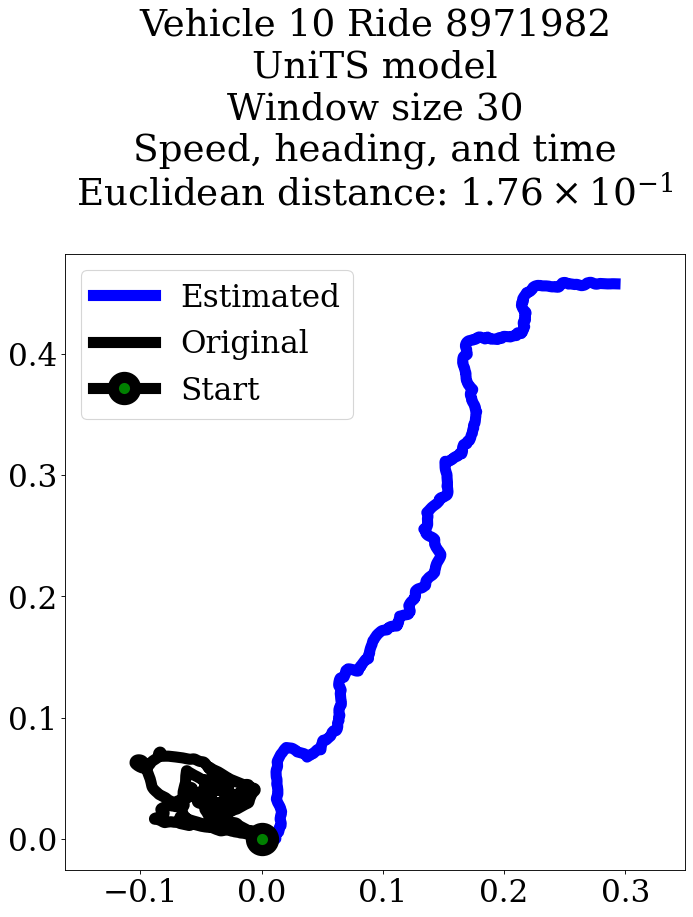 Vehicle 10 Ride 8971982
UniTS model
Window size 30
Speed, heading, and time
Euclidean distance: 1.76 × 10⁻¹
Estimated
Original
Start
0.4
0.3
0.2
0.1
0.0
−0.1 0.0 0.1 0.2 0.3